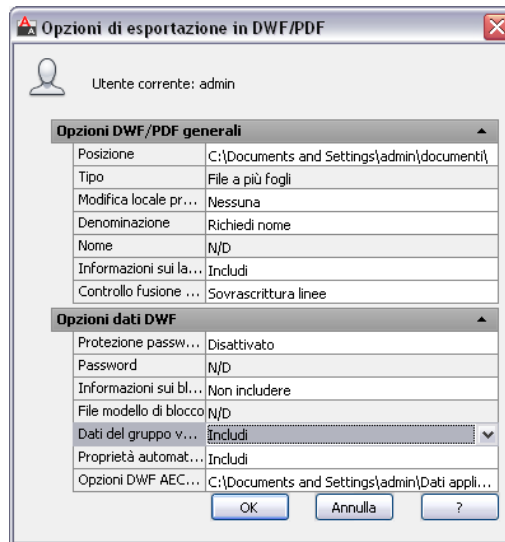 Opzioni di esportazione in DWF/PDF
Utente corrente: admin
Opzioni DWF/PDF generali
Posizione C:\Documents and Settings\admin\documenti\
Tipo File a più fogli
Modifica locale pr... Nessuna
Denominazione Richiedi nome
Nome N/D
Informazioni sui la... Includi
Controllo fusione ... Sovrascrittura linee
Opzioni dati DWF
Protezione passw... Disattivato
Password N/D
Informazioni sui bl... Non includere
File modello di blocco N/D
Dati del gruppo v... Includi
Proprietà automat... Includi
Opzioni DWF AEC... C:\Documents and Settings\admin\Dati appli...
OK Annulla ?